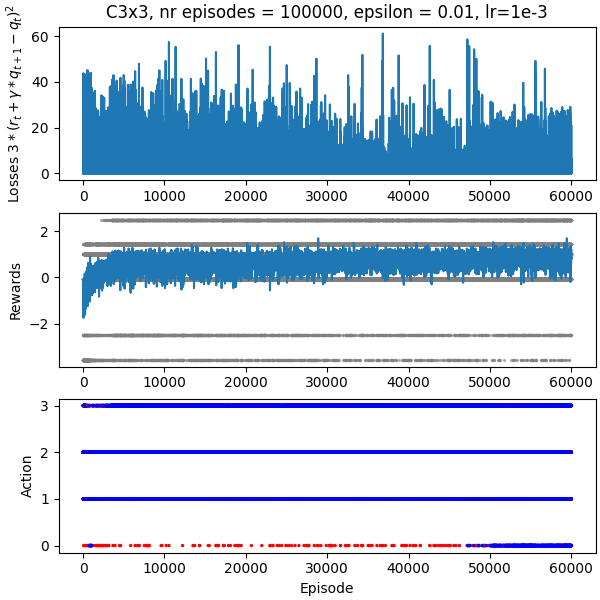 C3x3, nr episodes = 100000, epsilon = 0.01, lr=1e-3
Losses 3 * (r_t + γ * q_{t+1} − q_t)^2
60
40
20
0
0 10000 20000 30000 40000 50000 60000
Rewards
2
0
−2
0 10000 20000 30000 40000 50000 60000
Action
3
2
1
0
0 10000 20000 30000 40000 50000 60000
Episode